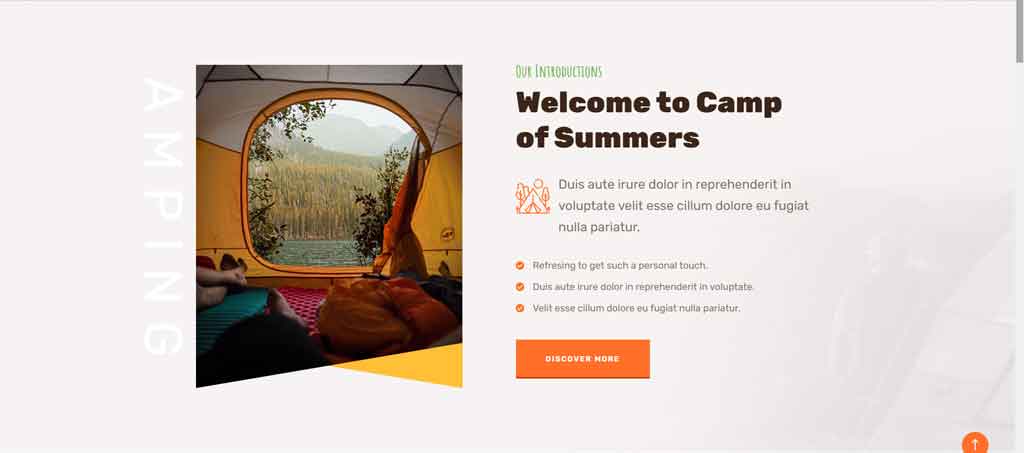 AMPING
Our Introductions
Welcome to Camp
of Summers
Duis aute irure dolor in reprehenderit in
voluptate velit esse cillum dolore eu fugiat
nulla pariatur.
Refresing to get such a personal touch.
Duis aute irure dolor in reprehenderit in voluptate.
Velit esse cillum dolore eu fugiat nulla pariatur.
DISCOVER MORE